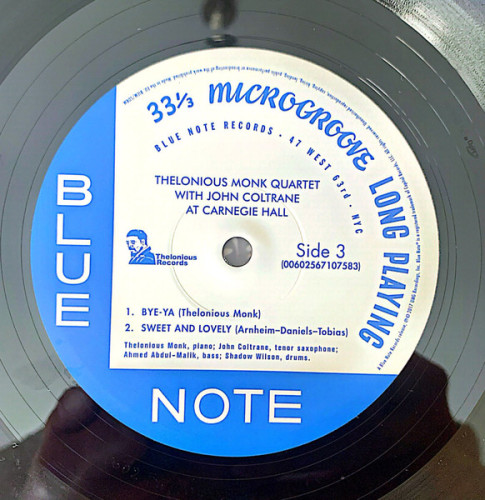 33⅓ MICROGROOVE LONG PLAYING
BLUE NOTE RECORDS · 47 WEST 63rd · NYC
THELONIOUS MONK QUARTET
WITH JOHN COLTRANE
AT CARNEGIE HALL
Thelonious
Records
Side 3
(00602567107583)
1. BYE-YA (Thelonious Monk)
2. SWEET AND LOVELY (Arnheim–Daniels–Tobias)
Thelonious Monk, piano; John Coltrane, tenor saxophone;
Ahmed Abdul-Malik, bass; Shadow Wilson, drums.
BLUE
NOTE